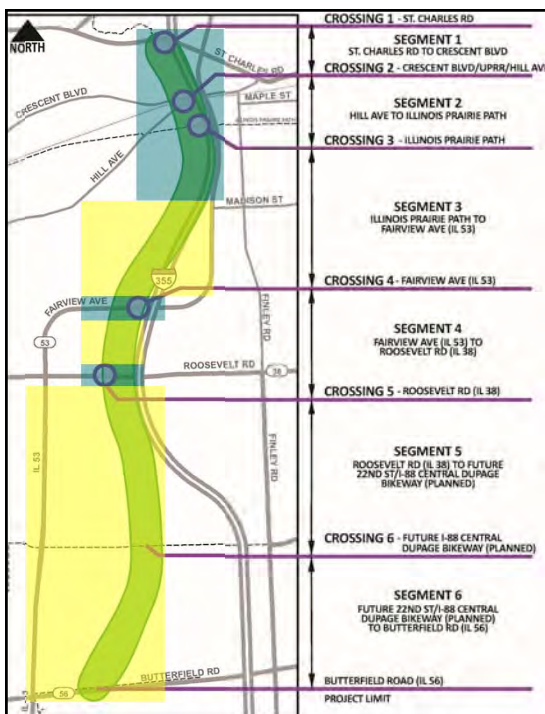 NORTH
ST. CHARLES RD
CRESCENT BLVD
MAPLE ST
ILLINOIS PRAIRIE PATH
HILL AVE
MADISON ST
355
FAIRVIEW AVE
53
FINLEY RD
ROOSEVELT RD
38
IL 53
FINLEY RD
BUTTERFIELD RD
56
IL 53
CROSSING 1 - ST. CHARLES RD
SEGMENT 1
ST. CHARLES RD TO CRESCENT BLVD
CROSSING 2 - CRESCENT BLVD/UPRR/HILL AVE
SEGMENT 2
HILL AVE TO ILLINOIS PRAIRIE PATH
CROSSING 3 - ILLINOIS PRAIRIE PATH
SEGMENT 3
ILLINOIS PRAIRIE PATH TO
FAIRVIEW AVE (IL 53)
CROSSING 4 - FAIRVIEW AVE (IL 53)
SEGMENT 4
FAIRVIEW AVE (IL 53) TO
ROOSEVELT RD (IL 38)
CROSSING 5 - ROOSEVELT RD (IL 38)
SEGMENT 5
ROOSEVELT RD (IL 38) TO FUTURE
22ND ST/I-88 CENTRAL DUPAGE
BIKEWAY (PLANNED)
CROSSING 6 - FUTURE I-88 CENTRAL
DUPAGE BIKEWAY (PLANNED)
SEGMENT 6
FUTURE 22ND ST/I-88 CENTRAL
DUPAGE BIKEWAY (PLANNED)
TO BUTTERFIELD RD (IL 56)
BUTTERFIELD ROAD (IL 56)
PROJECT LIMIT